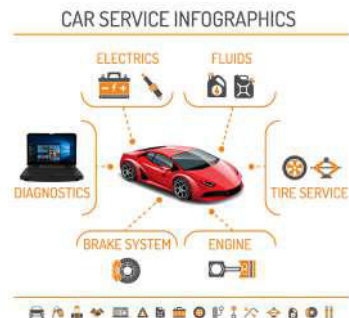 CAR SERVICE INFOGRAPHICS
ELECTRICS
FLUIDS
DIAGNOSTICS
TIRE SERVICE
BRAKE SYSTEM
ENGINE